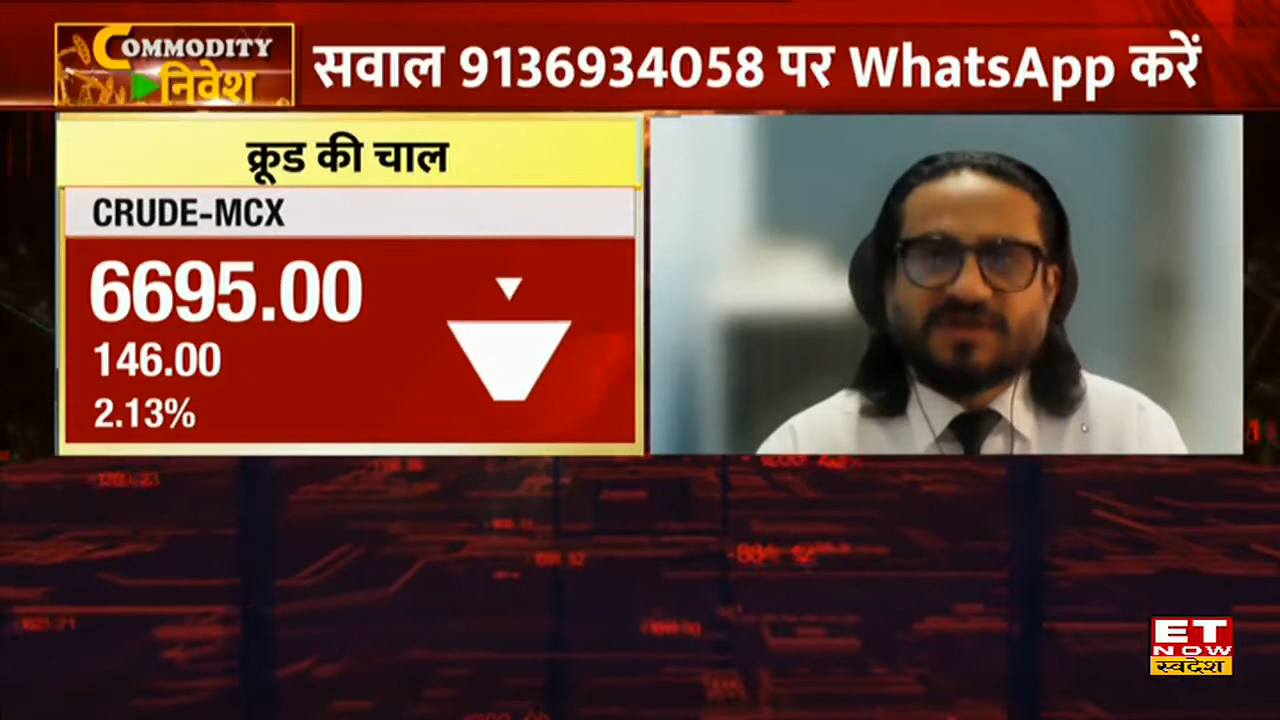 COMMODITY
निवेश
सवाल 9136934058 पर WhatsApp करें
क्रूड की चाल
CRUDE-MCX
6695.00
146.00
2.13%
ET
NOW
स्वदेश